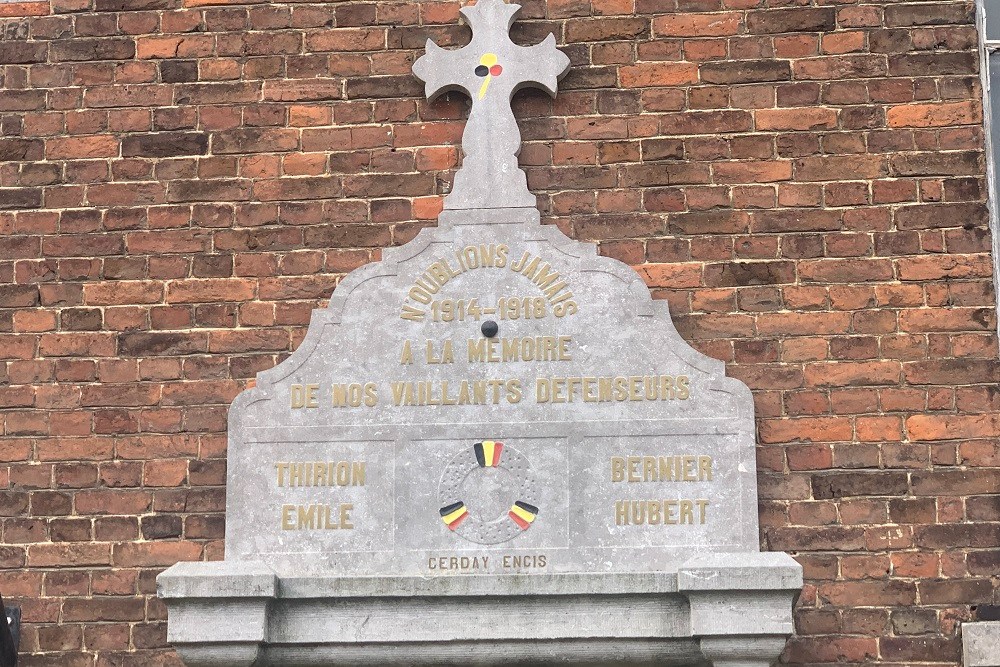 N'OUBLIONS JAMAIS
1914-1918
A LA MEMOIRE
DE NOS VAILLANTS DEFENSEURS
THIRION
EMILE
BERNIER
HUBERT
CERDAY ENCIS